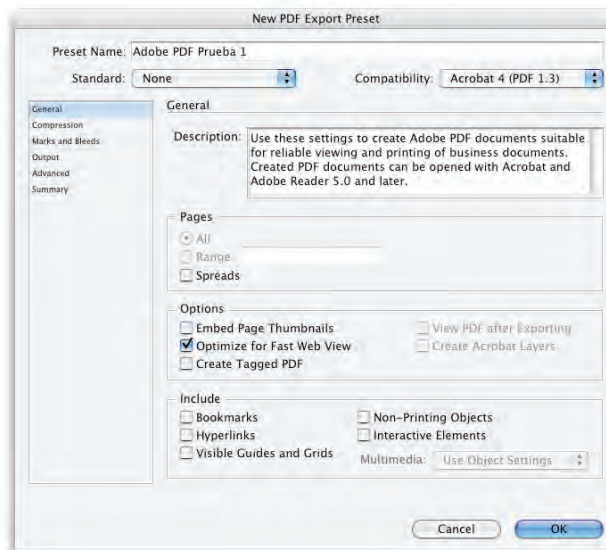 New PDF Export Preset
Preset Name: Adobe PDF Prueba 1
Standard: None Compatibility: Acrobat 4 (PDF 1.3)
General
Compression
Marks and Bleeds
Output
Advanced
Summary
General
Description: Use these settings to create Adobe PDF documents suitable
for reliable viewing and printing of business documents.
Created PDF documents can be opened with Acrobat and
Adobe Reader 5.0 and later.
Pages
All
Range
Spreads
Options
Embed Page Thumbnails View PDF after Exporting
Optimize for Fast Web View Create Acrobat Layers
Create Tagged PDF
Include
Bookmarks Non-Printing Objects
Hyperlinks Interactive Elements
Visible Guides and Grids Multimedia: Use Object Settings
Cancel OK